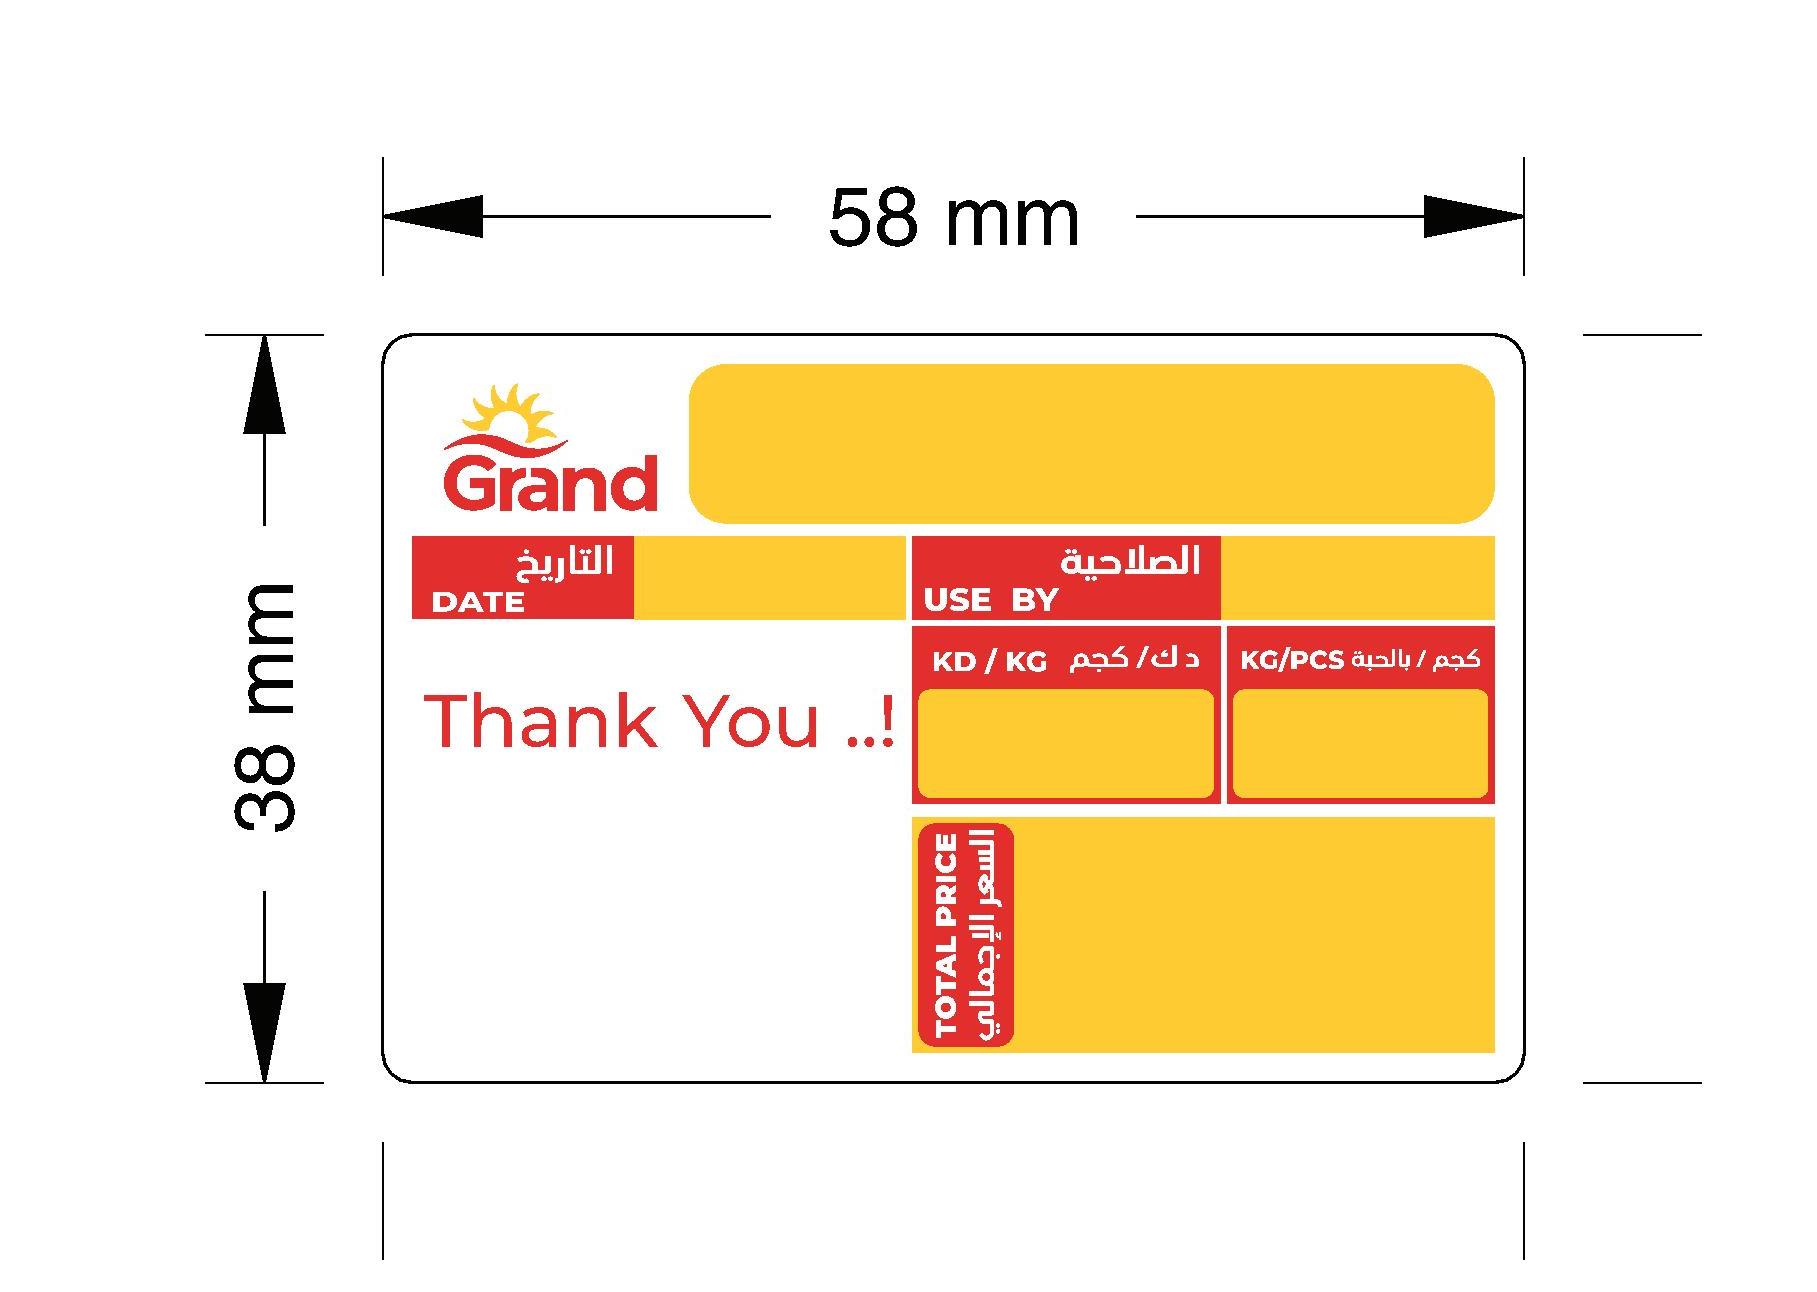 58 mm
38 mm
Grand
التاريخ
DATE
الصلاحية
USE BY
KD / KG د ك/ كجم
KG/PCS كجم / بالحبة
Thank You ..!
TOTAL PRICE
السعر الإجمالي